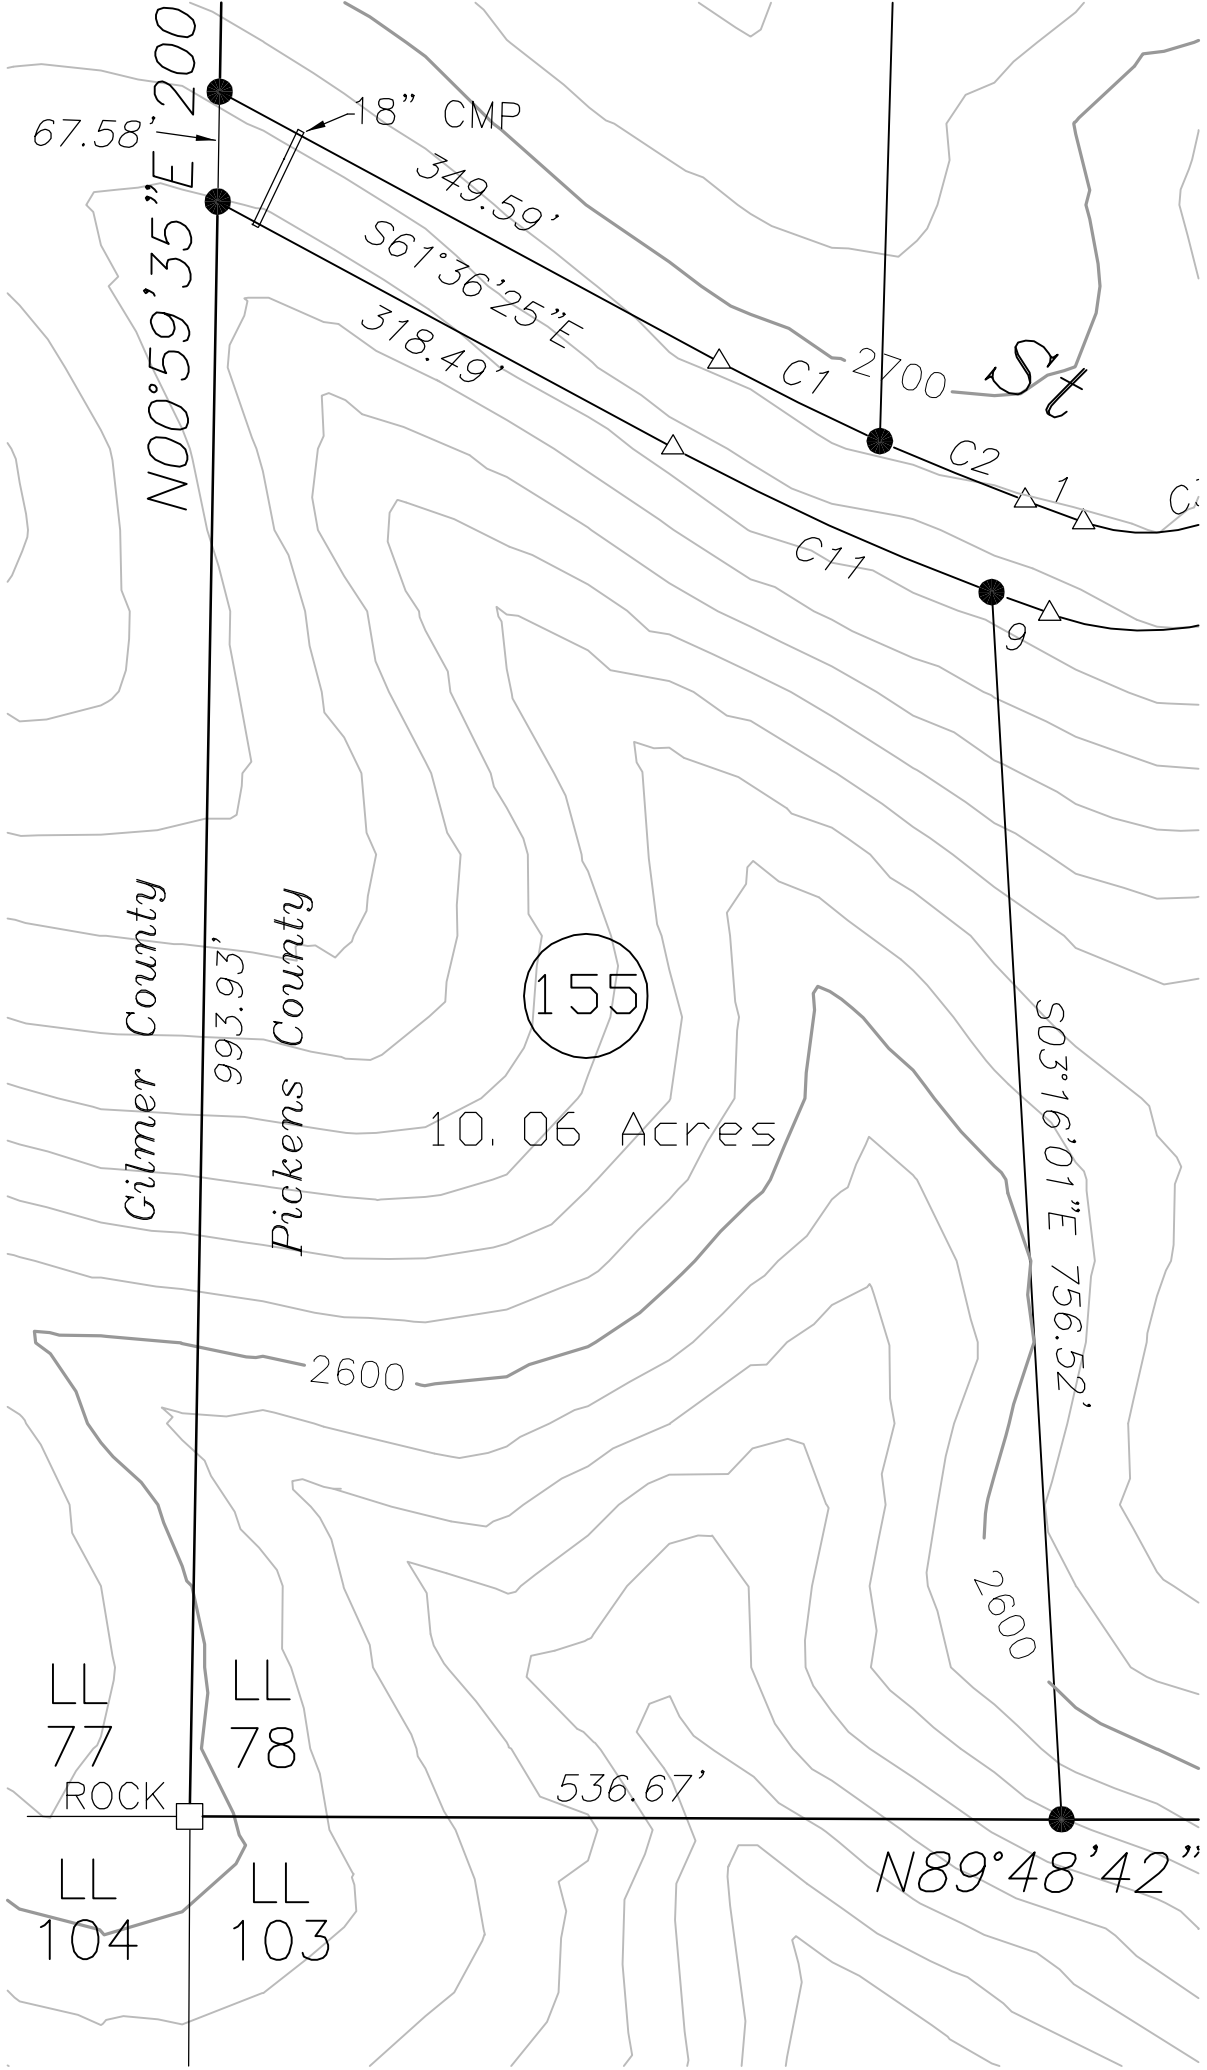 N00°59'35"E 200
67.58'
18" CMP
349.59'
S61°36'25"E
318.49'
C1
2700
St
C2
1
C11
9
Gilmer County
993.93'
Pickens County
155
10.06 Acres
S03°16'01"E 756.52'
2600
2600
LL
77
LL
78
ROCK
536.67'
N89°48'42"
LL
104
LL
103